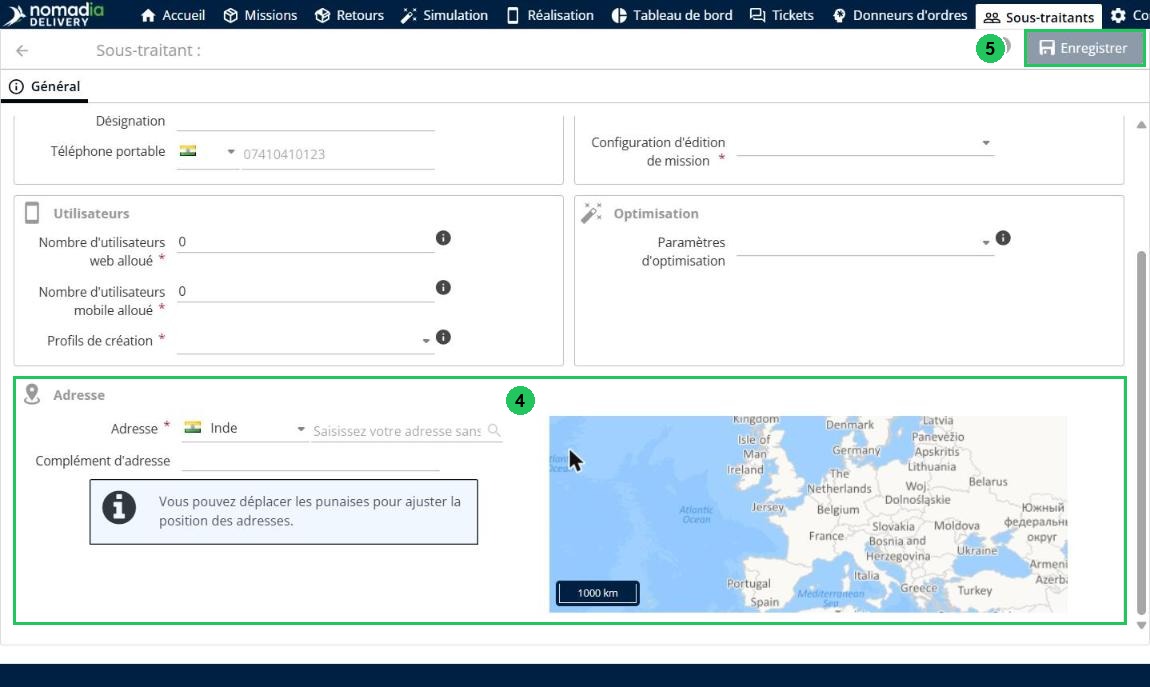 nomadia DELIVERY
Accueil Missions Retours Simulation Réalisation Tableau de bord Tickets Donneurs d'ordres Sous-traitants Co
Sous-traitant :
5
Enregistrer
Général
Désignation
Téléphone portable
07410410123
Configuration d'édition
de mission *
Utilisateurs
Nombre d'utilisateurs
web alloué *
0
Nombre d'utilisateurs
mobile alloué *
0
Profils de création *
Optimisation
Paramètres
d'optimisation
Adresse
4
Adresse * Inde Saisissez votre adresse sans
Complément d'adresse
Vous pouvez déplacer les punaises pour ajuster la
position des adresses.
Kingdom
Isle of
Man
Ireland
Denmark
Latvia
Panevėžio
Apskritis
Lithuania
Germany
The
Netherlands
Woj.
Dolnośląskie
Belarus
Atlantic
Ocean
Jersey
Belgium
Южный
федеральн
округ
France
Slovakia
Moldova
Bosnia and
Herzegovina
Ukraine
Armeni
Azerb
Italia
Portugal
Spain
Mediterranean
Sea
Greece
Turkey
1000 km